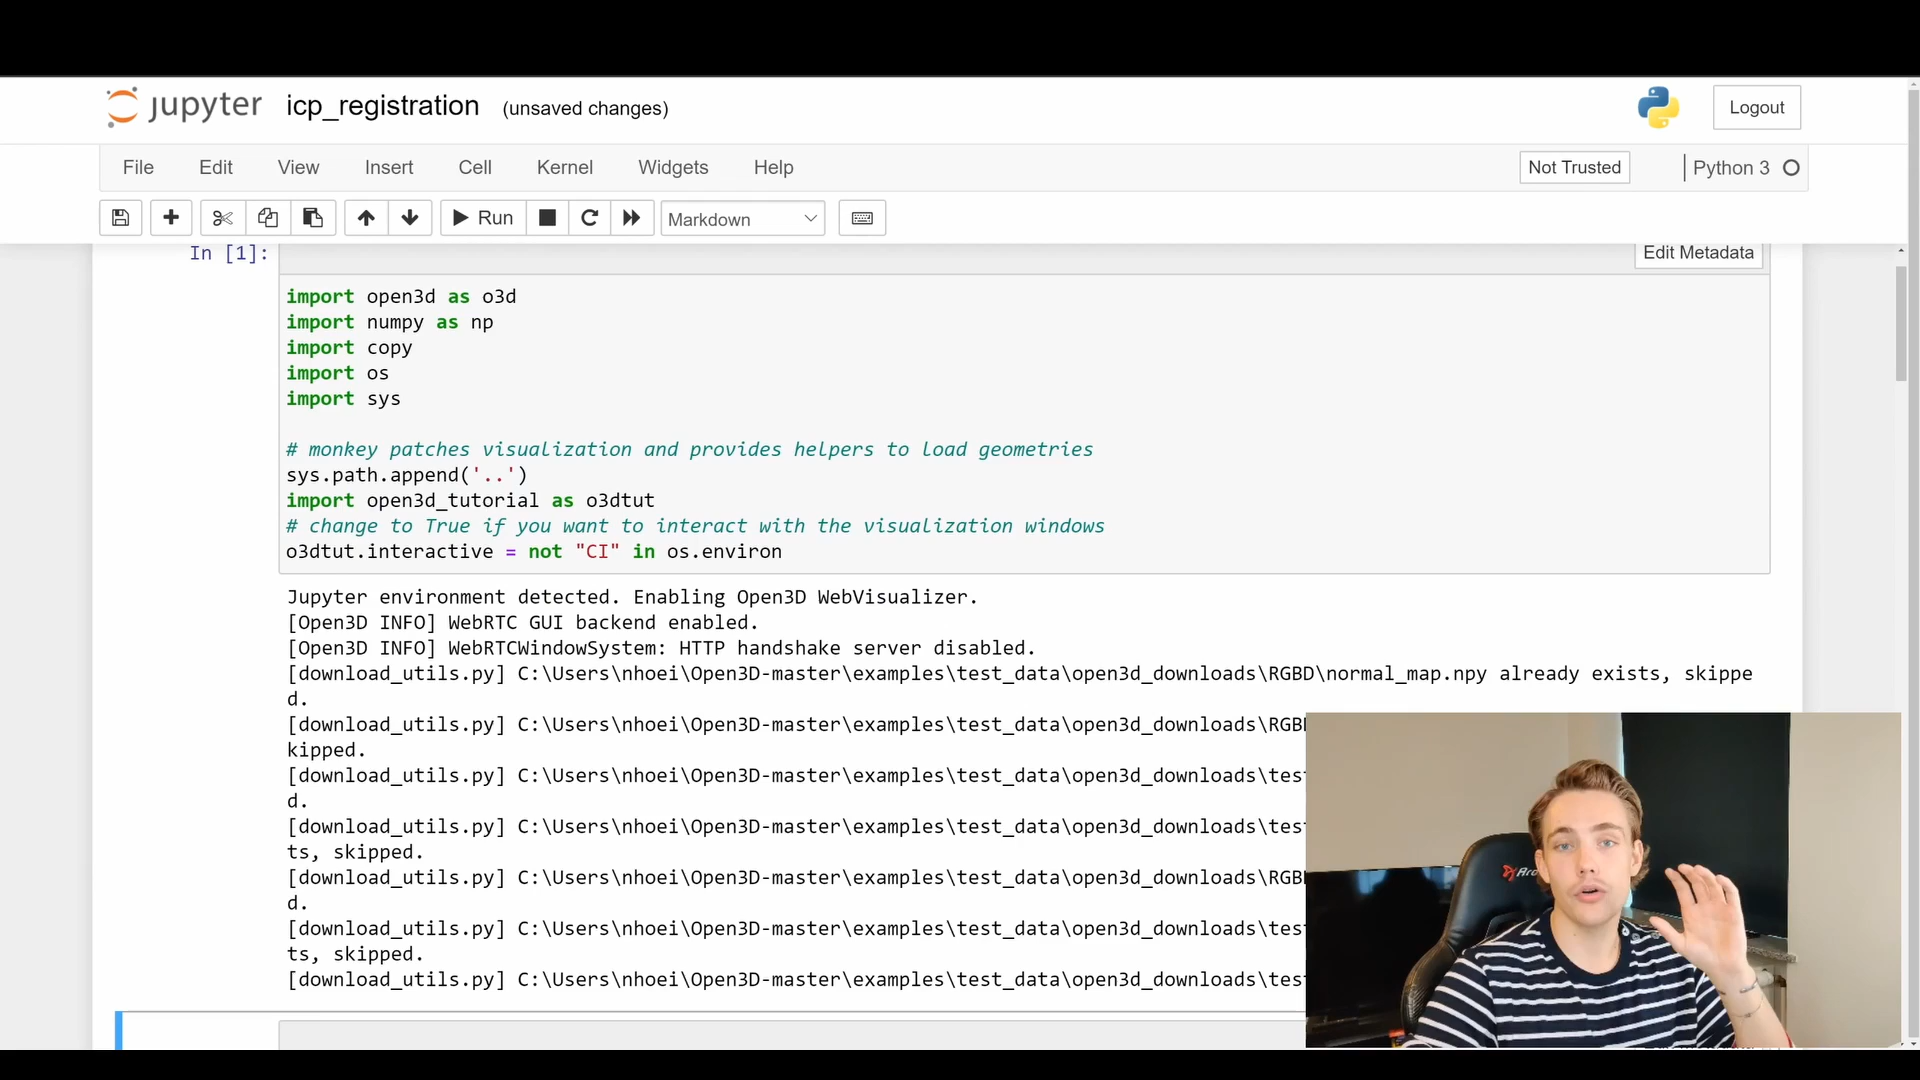 jupyter icp_registration (unsaved changes) Logout
File Edit View Insert Cell Kernel Widgets Help Not Trusted Python 3
Run Markdown
In [1]: Edit Metadata
import open3d as o3d
import numpy as np
import copy
import os
import sys
# monkey patches visualization and provides helpers to load geometries
sys.path.append('..')
import open3d_tutorial as o3dtut
# change to True if you want to interact with the visualization windows
o3dtut.interactive = not "CI" in os.environ
Jupyter environment detected. Enabling Open3D WebVisualizer.
[Open3D INFO] WebRTC GUI backend enabled.
[Open3D INFO] WebRTCWindowSystem: HTTP handshake server disabled.
[download_utils.py] C:\Users\nhoei\Open3D-master\examples\test_data\open3d_downloads\RGBD\normal_map.npy already exists, skippe
d.
[download_utils.py] C:\Users\nhoei\Open3D-master\examples\test_data\open3d_downloads\RGB
kipped.
[download_utils.py] C:\Users\nhoei\Open3D-master\examples\test_data\open3d_downloads\tes
d.
[download_utils.py] C:\Users\nhoei\Open3D-master\examples\test_data\open3d_downloads\tes
ts, skipped.
[download_utils.py] C:\Users\nhoei\Open3D-master\examples\test_data\open3d_downloads\RGB
d.
[download_utils.py] C:\Users\nhoei\Open3D-master\examples\test_data\open3d_downloads\tes
ts, skipped.
[download_utils.py] C:\Users\nhoei\Open3D-master\examples\test_data\open3d_downloads\tes